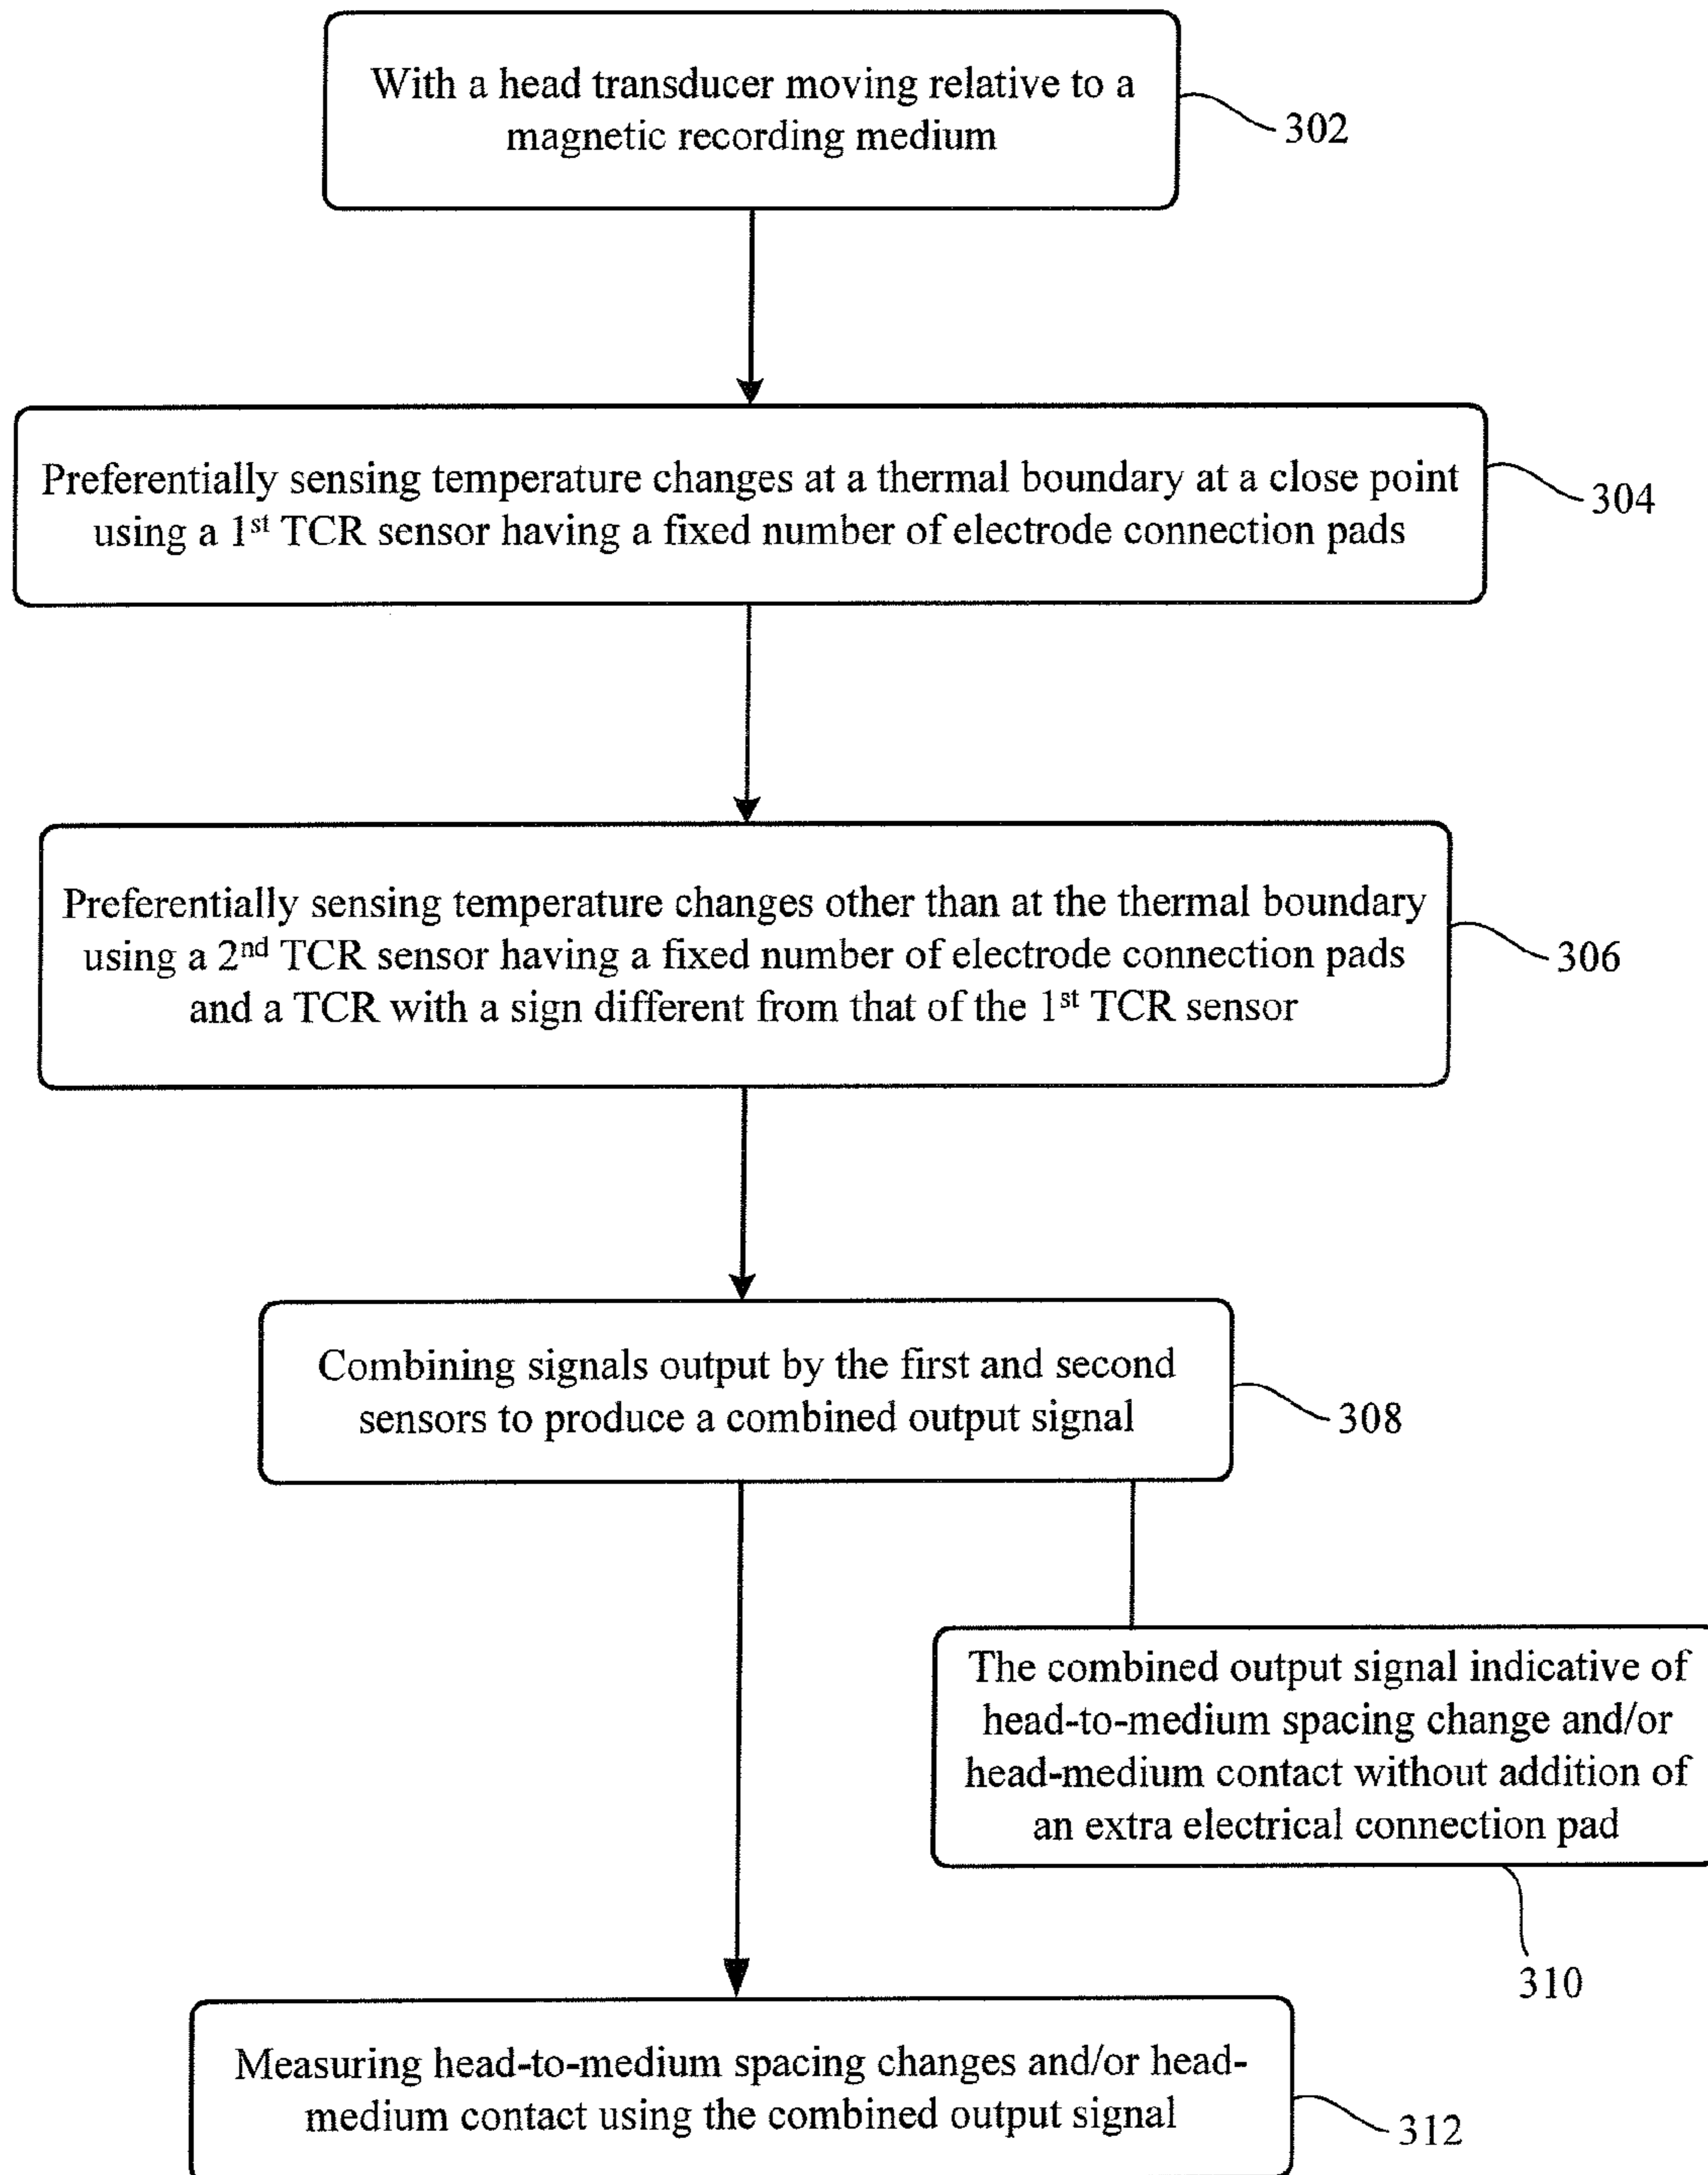 With a head transducer moving relative to a
magnetic recording medium
302
Preferentially sensing temperature changes at a thermal boundary at a close point
using a 1st TCR sensor having a fixed number of electrode connection pads
304
Preferentially sensing temperature changes other than at the thermal boundary
using a 2nd TCR sensor having a fixed number of electrode connection pads
and a TCR with a sign different from that of the 1st TCR sensor
306
Combining signals output by the first and second
sensors to produce a combined output signal
308
The combined output signal indicative of
head-to-medium spacing change and/or
head-medium contact without addition of
an extra electrical connection pad
310
Measuring head-to-medium spacing changes and/or head-
medium contact using the combined output signal
312